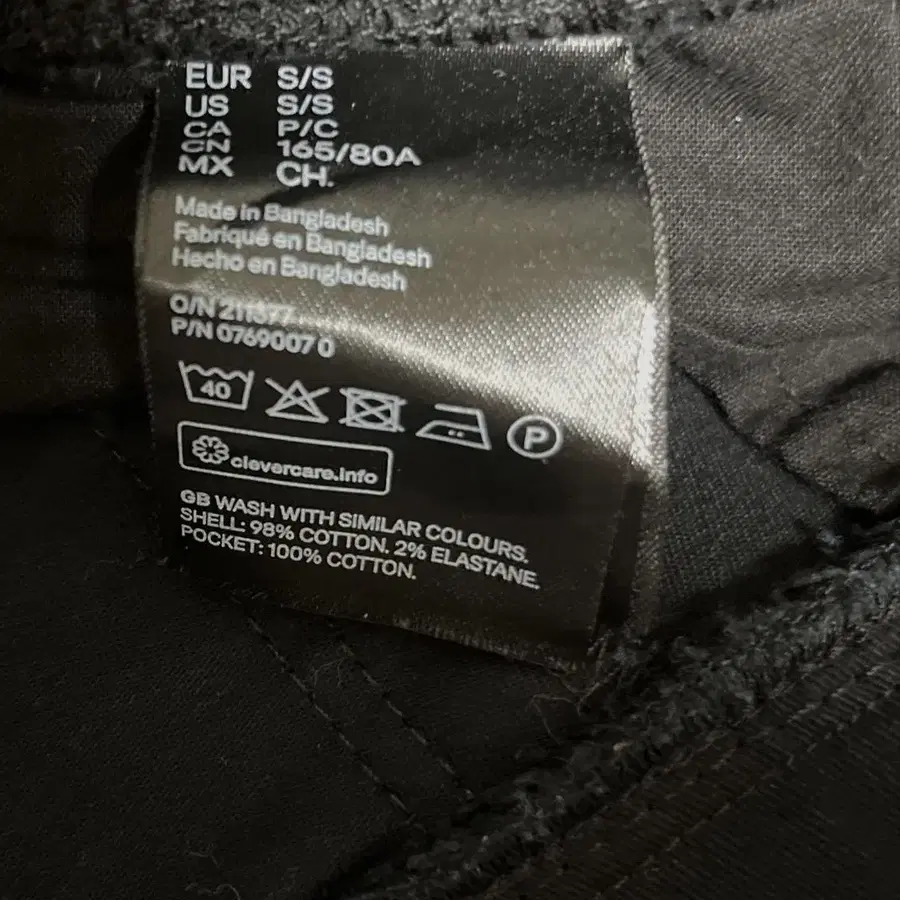 EUR S/S
US S/S
CA P/C
CN 165/80A
MX CH.
Made in Bangladesh
Fabriqué en Bangladesh
Hecho en Bangladesh
O/N 211377
P/N 0769007 0
40
P
clevercare.info
GB WASH WITH SIMILAR COLOURS.
SHELL: 98% COTTON. 2% ELASTANE.
POCKET: 100% COTTON.